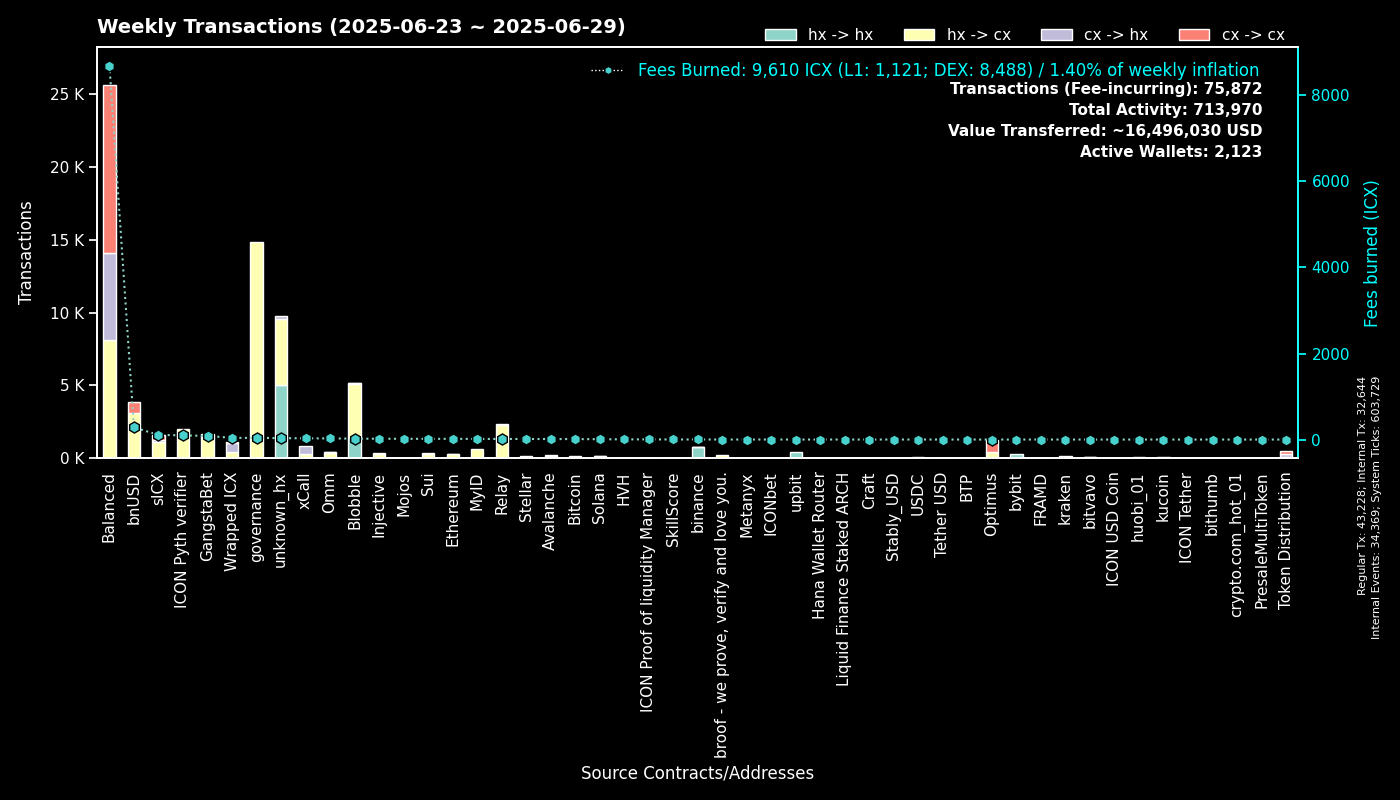 Weekly Transactions (2025-06-23 ~ 2025-06-29)
hx -> hx
hx -> cx
cx -> hx
cx -> cx
Fees Burned: 9,610 ICX (L1: 1,121; DEX: 8,488) / 1.40% of weekly inflation
Transactions (Fee-incurring): 75,872
Total Activity: 713,970
Value Transferred: ~16,496,030 USD
Active Wallets: 2,123
Transactions
25 K
20 K
15 K
10 K
5 K
0 K
8000
6000
4000
2000
0
Fees burned (ICX)
Regular Tx: 43,228; Internal Tx: 32,644
Internal Events: 34,369; System Ticks: 603,729
Balanced
bnUSD
sICX
ICON Pyth verifier
GangstaBet
Wrapped ICX
governance
unknown_hx
xCall
Omm
Blobble
Injective
Mojos
Sui
Ethereum
MyID
Relay
Stellar
Avalanche
Bitcoin
Solana
HVH
ICON Proof of liquidity Manager
SkillScore
binance
broof - we prove, verify and love you.
Metanyx
ICONbet
upbit
Hana Wallet Router
Liquid Finance Staked ARCH
Craft
Stably_USD
USDC
Tether USD
BTP
Optimus
bybit
FRAMD
kraken
bitvavo
ICON USD Coin
huobi_01
kucoin
ICON Tether
bithumb
crypto.com_hot_01
PresaleMultiToken
Token Distribution
Source Contracts/Addresses